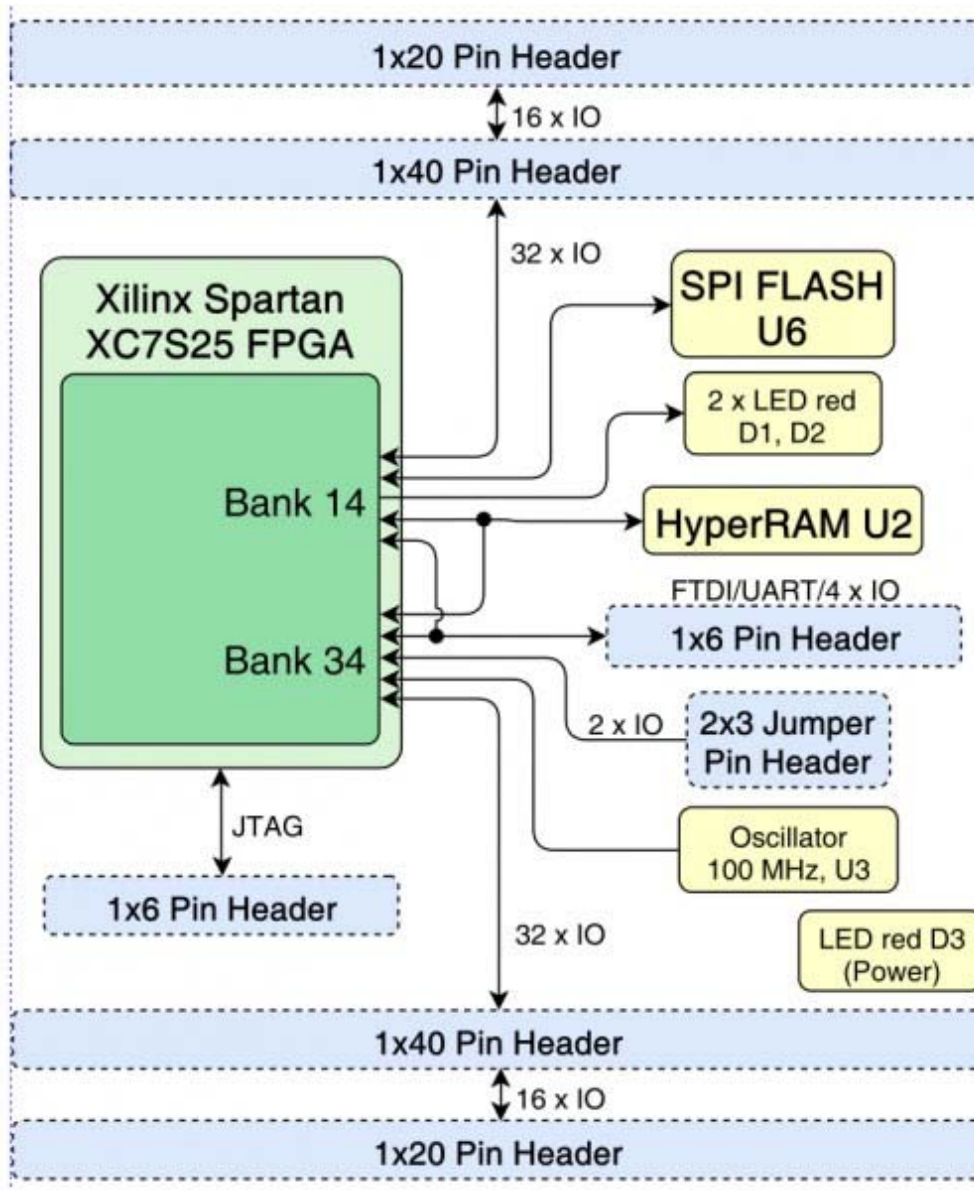 1x20 Pin Header
16 x IO
1x40 Pin Header
32 x IO
Xilinx Spartan
XC7S25 FPGA
SPI FLASH
U6
2 x LED red
D1, D2
Bank 14
HyperRAM U2
FTDI/UART/4 x IO
1x6 Pin Header
Bank 34
2 x IO
2x3 Jumper
Pin Header
JTAG
Oscillator
100 MHz, U3
1x6 Pin Header
32 x IO
LED red D3
(Power)
1x40 Pin Header
16 x IO
1x20 Pin Header